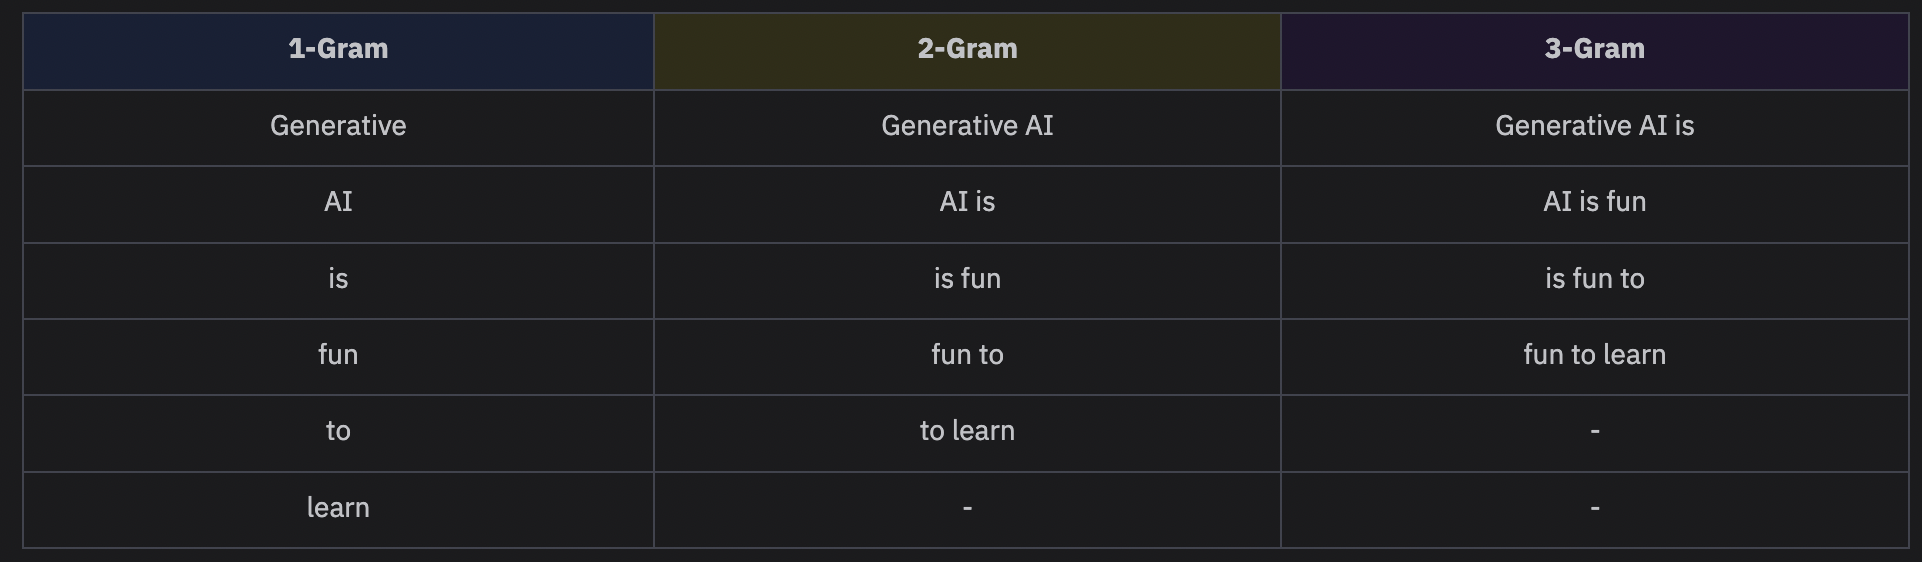 1-Gram 2-Gram 3-Gram
Generative Generative AI Generative AI is
AI AI is AI is fun
is is fun is fun to
fun fun to fun to learn
to to learn -
learn - -